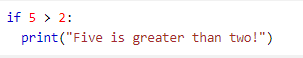 if 5 > 2:
  print("Five is greater than two!")